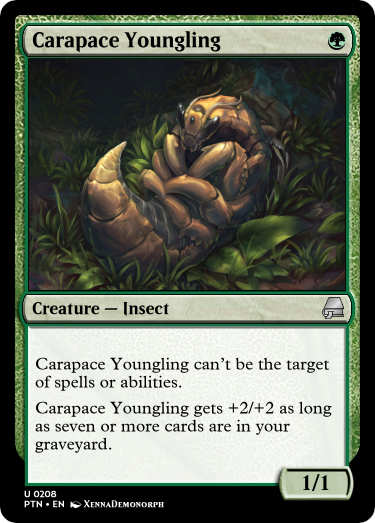 Carapace Youngling
Creature — Insect
Carapace Youngling can't be the target
of spells or abilities.
Carapace Youngling gets +2/+2 as long
as seven or more cards are in your
graveyard.
1/1
U 0208
PTN • EN XENNADEMONORPH